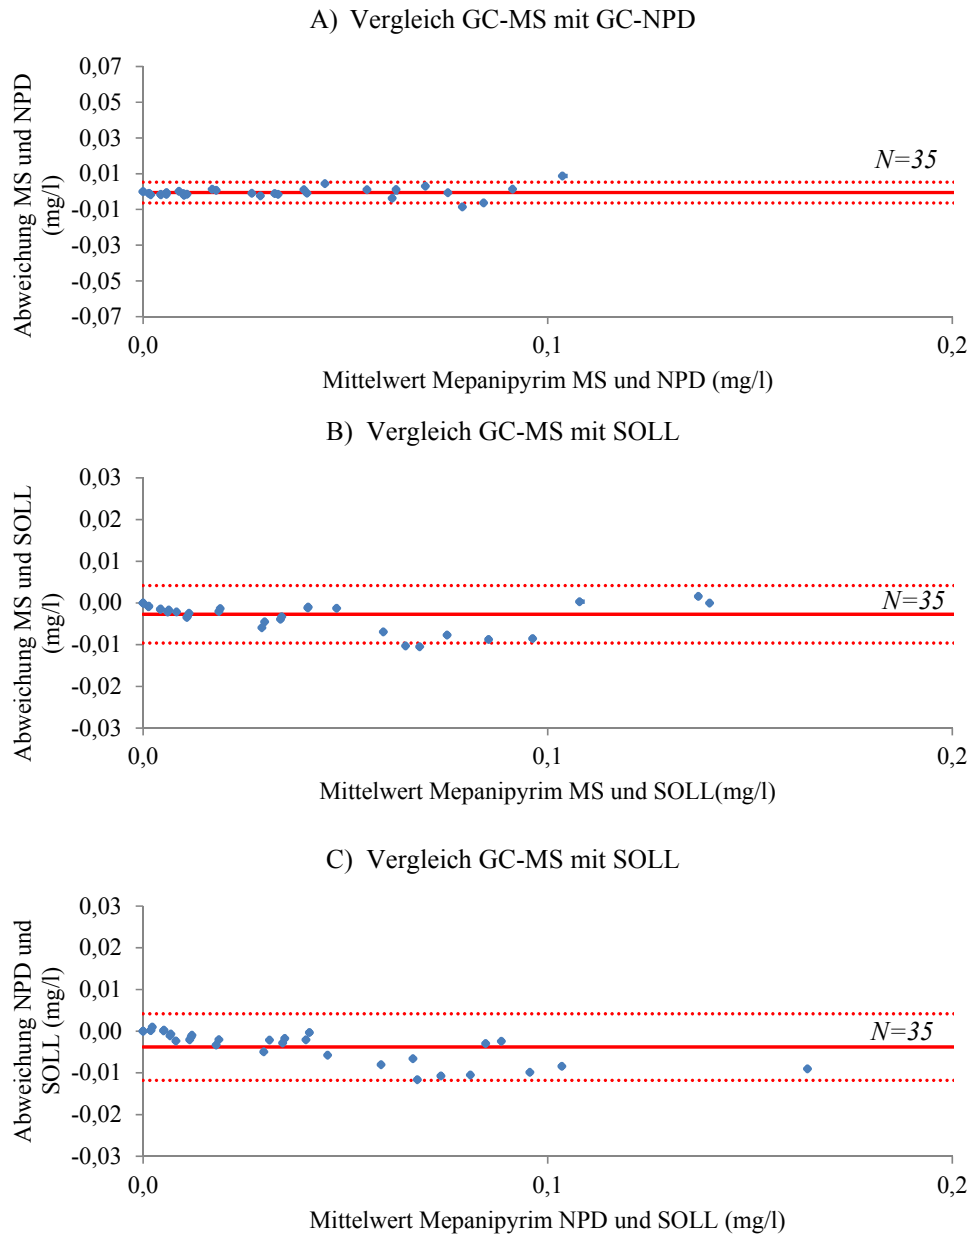 A) Vergleich GC-MS mit GC-NPD
Abweichung MS und NPD
(mg/l)
0,07
0,05
0,03
0,01
-0,01
-0,03
-0,05
-0,07
N=35
0,0
0,1
0,2
Mittelwert Mepanipyrim MS und NPD (mg/l)
B) Vergleich GC-MS mit SOLL
Abweichung MS und SOLL
(mg/l)
0,03
0,02
0,01
0,00
-0,01
-0,02
-0,03
N=35
0,0
0,1
0,2
Mittelwert Mepanipyrim MS und SOLL(mg/l)
C) Vergleich GC-MS mit SOLL
Abweichung NPD und
SOLL (mg/l)
0,03
0,02
0,01
0,00
-0,01
-0,02
-0,03
N=35
0,0
0,1
0,2
Mittelwert Mepanipyrim NPD und SOLL (mg/l)